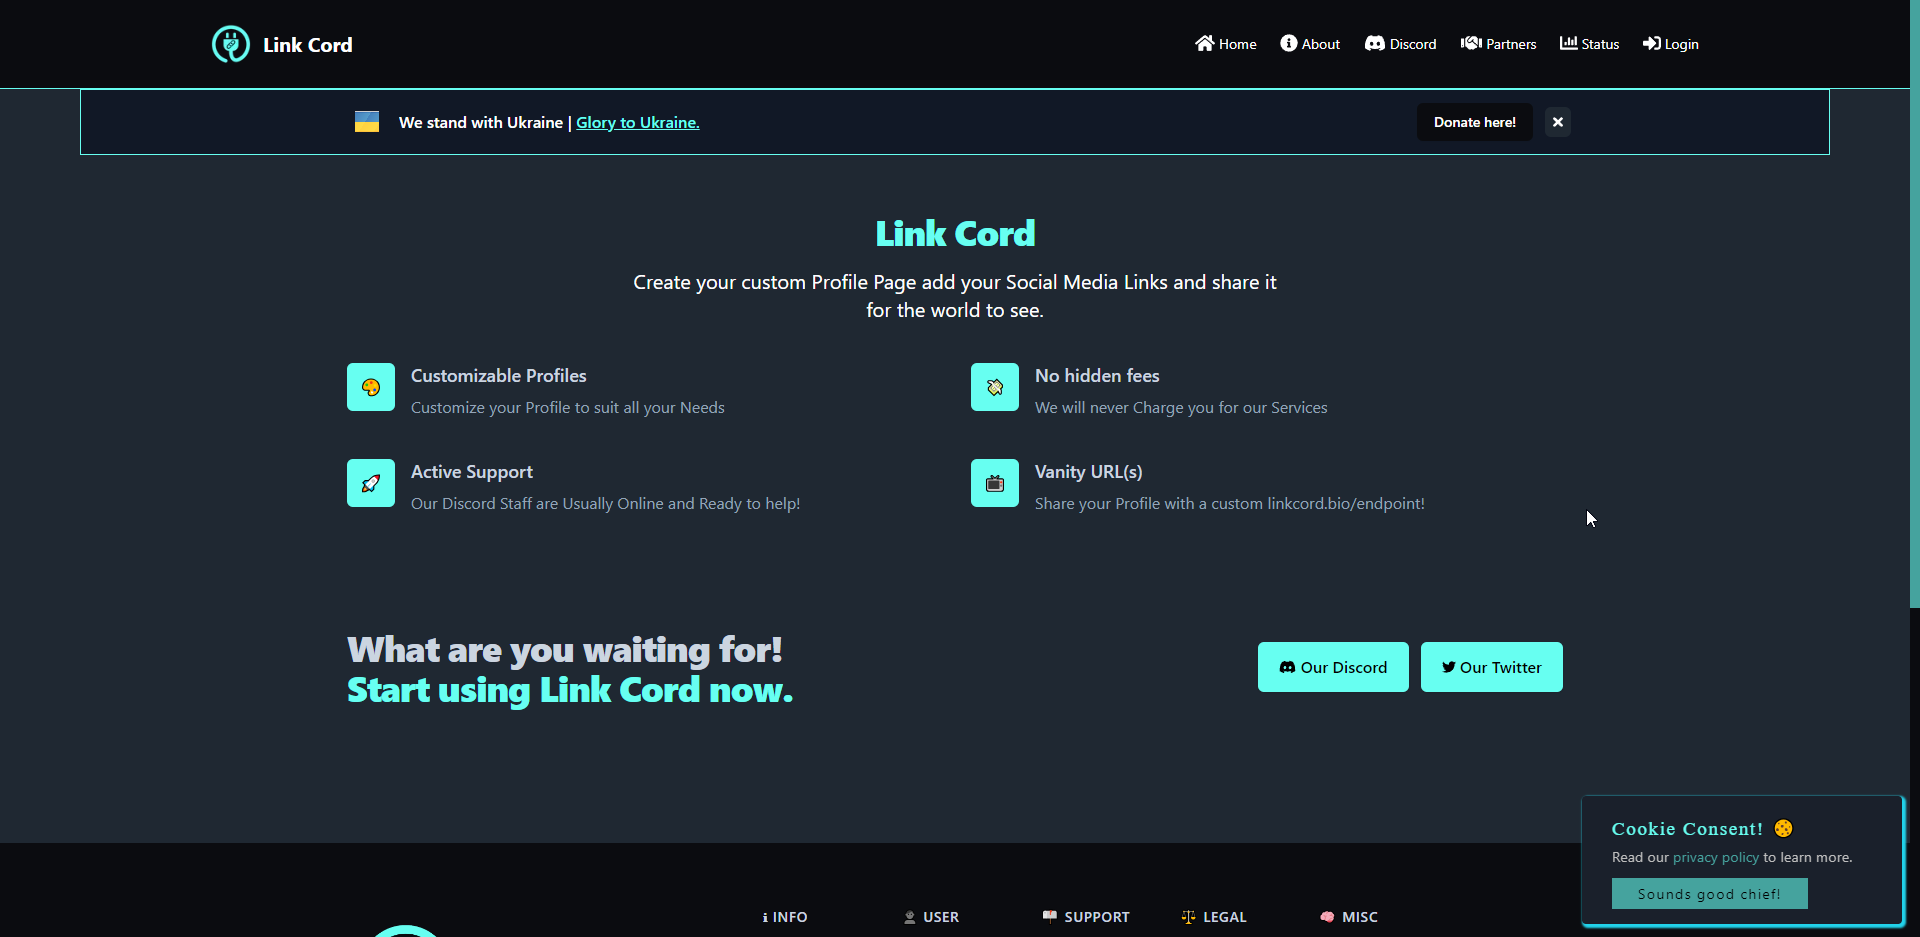 Link Cord
Home About Discord Partners Status Login
We stand with Ukraine | Glory to Ukraine.
Donate here!
Link Cord
Create your custom Profile Page add your Social Media Links and share it
for the world to see.
Customizable Profiles
Customize your Profile to suit all your Needs
No hidden fees
We will never Charge you for our Services
Active Support
Our Discord Staff are Usually Online and Ready to help!
Vanity URL(s)
Share your Profile with a custom linkcord.bio/endpoint!
What are you waiting for!
Start using Link Cord now.
Our Discord
Our Twitter
Cookie Consent!
Read our privacy policy to learn more.
Sounds good chief!
INFO USER SUPPORT LEGAL MISC